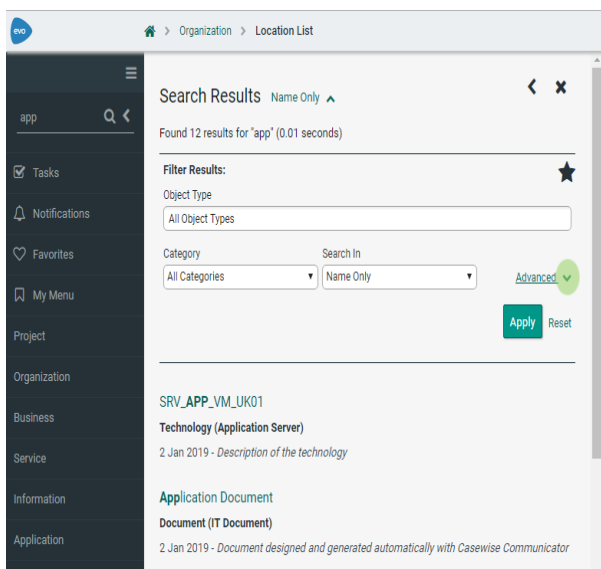 evo
> Organization > Location List
app
Tasks
Notifications
Favorites
My Menu
Project
Organization
Business
Service
Information
Application
Search Results Name Only
Found 12 results for "app" (0.01 seconds)
Filter Results:
Object Type
All Object Types
Category Search In
All Categories Name Only Advanced
Apply Reset
SRV_APP_VM_UK01
Technology (Application Server)
2 Jan 2019 - Description of the technology
Application Document
Document (IT Document)
2 Jan 2019 - Document designed and generated automatically with Casewise Communicator